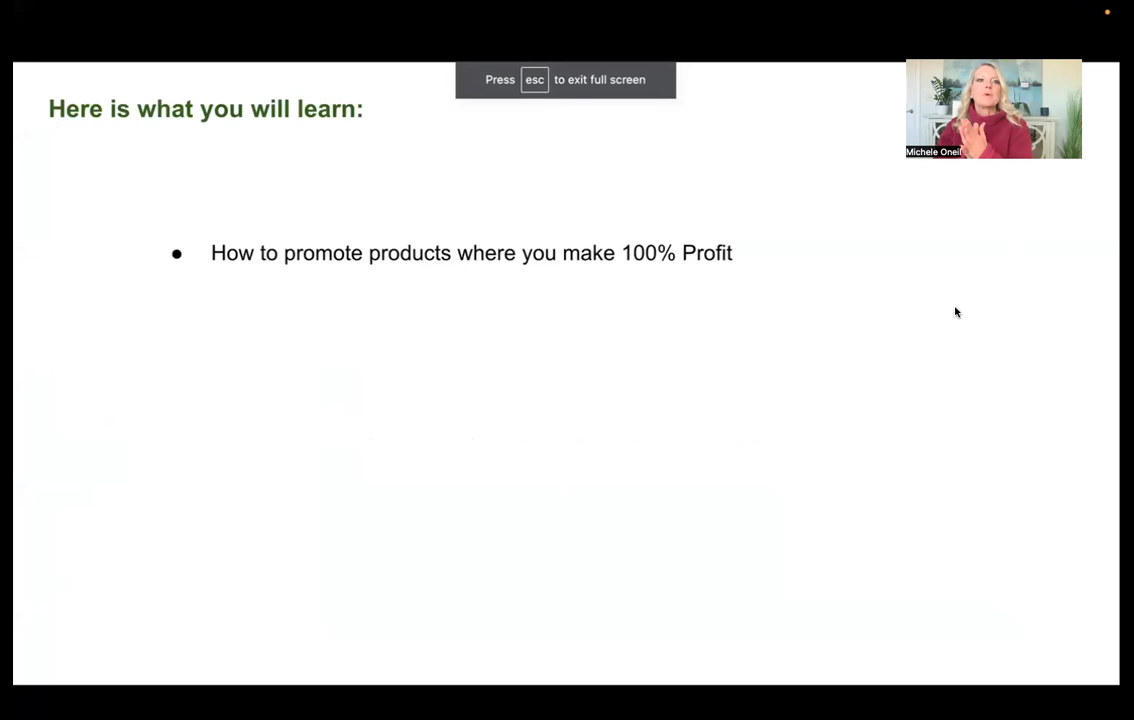 Press esc to exit full screen
Here is what you will learn:
Michele Oneil
● How to promote products where you make 100% Profit